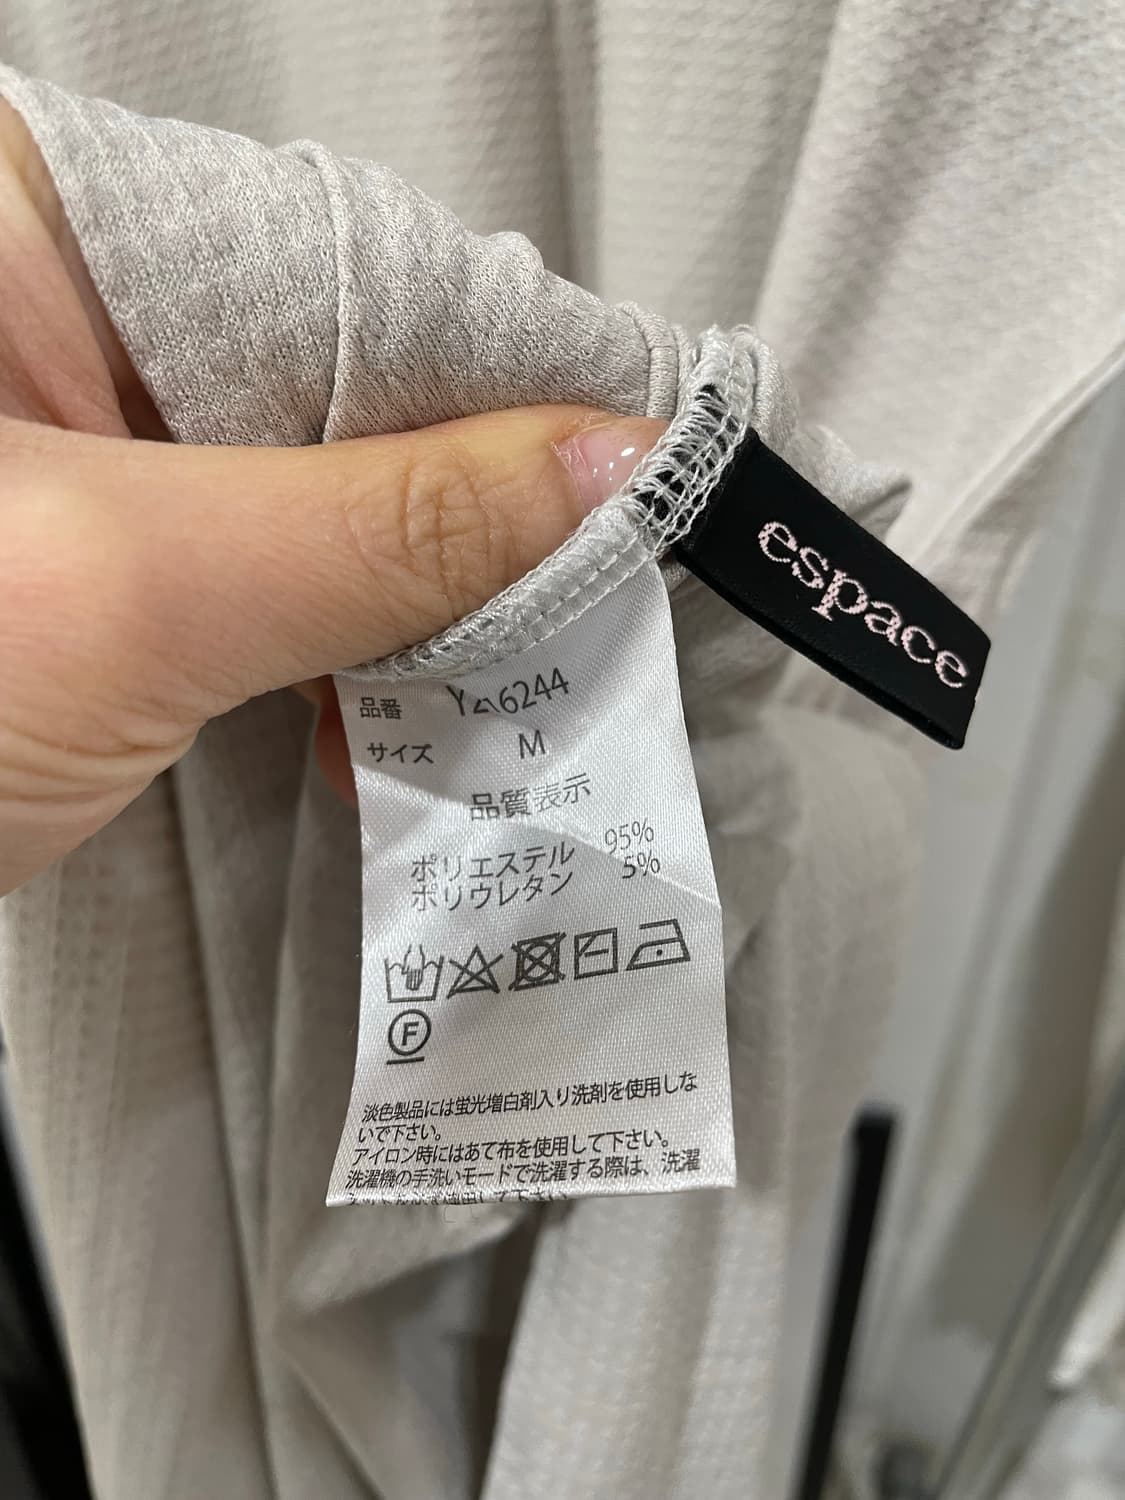 espace
品番
サイズ M
品質表示
ポリエステル 95%
ポリウレタン 5%
F
淡色製品には蛍光増白剤入り洗剤を使用しな
いで下さい。
アイロン時にはあて布を使用して下さい。
洗濯機の手洗いモードで洗濯する際は、洗濯